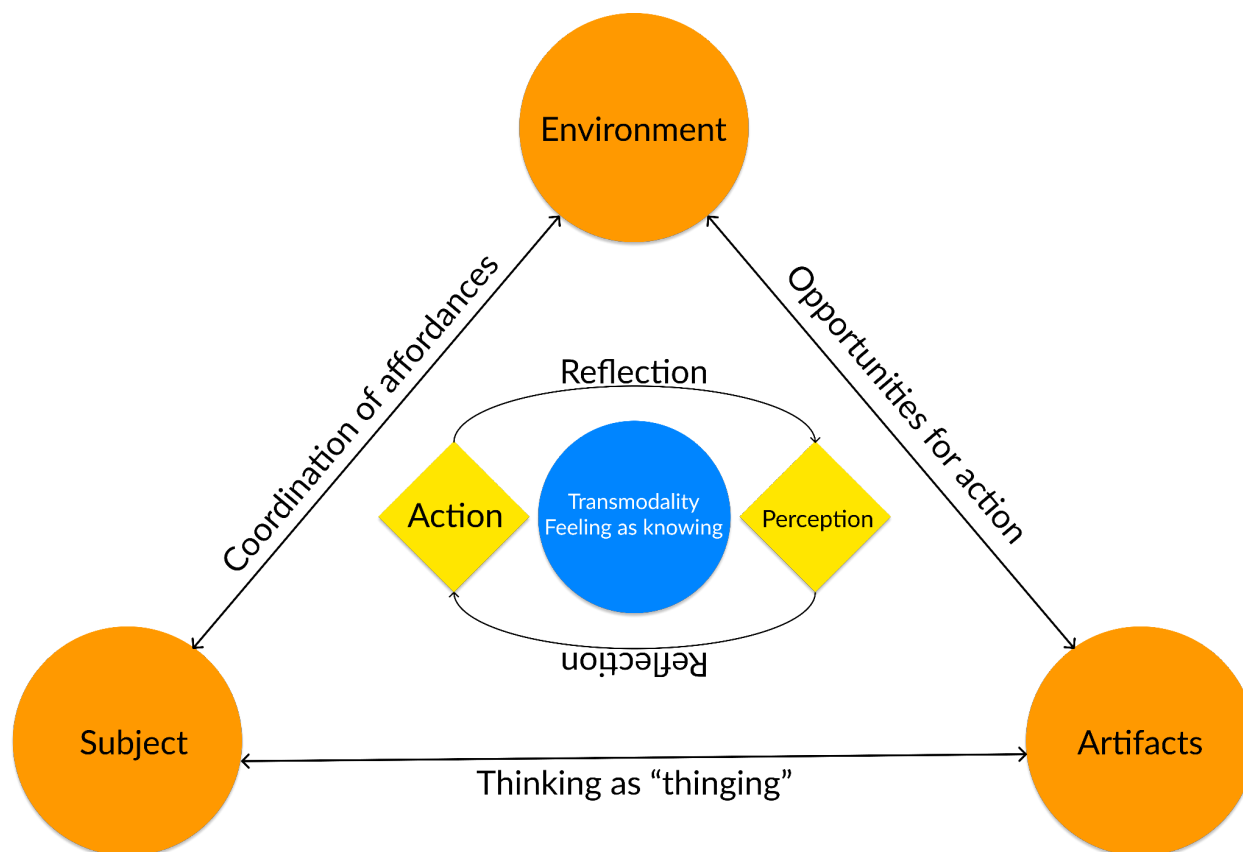 Environment
Coordination of affordances
Opportunities for action
Reflection
Action
Transmodality
Feeling as knowing
Perception
Reflection
Subject
Artifacts
Thinking as “thinging”